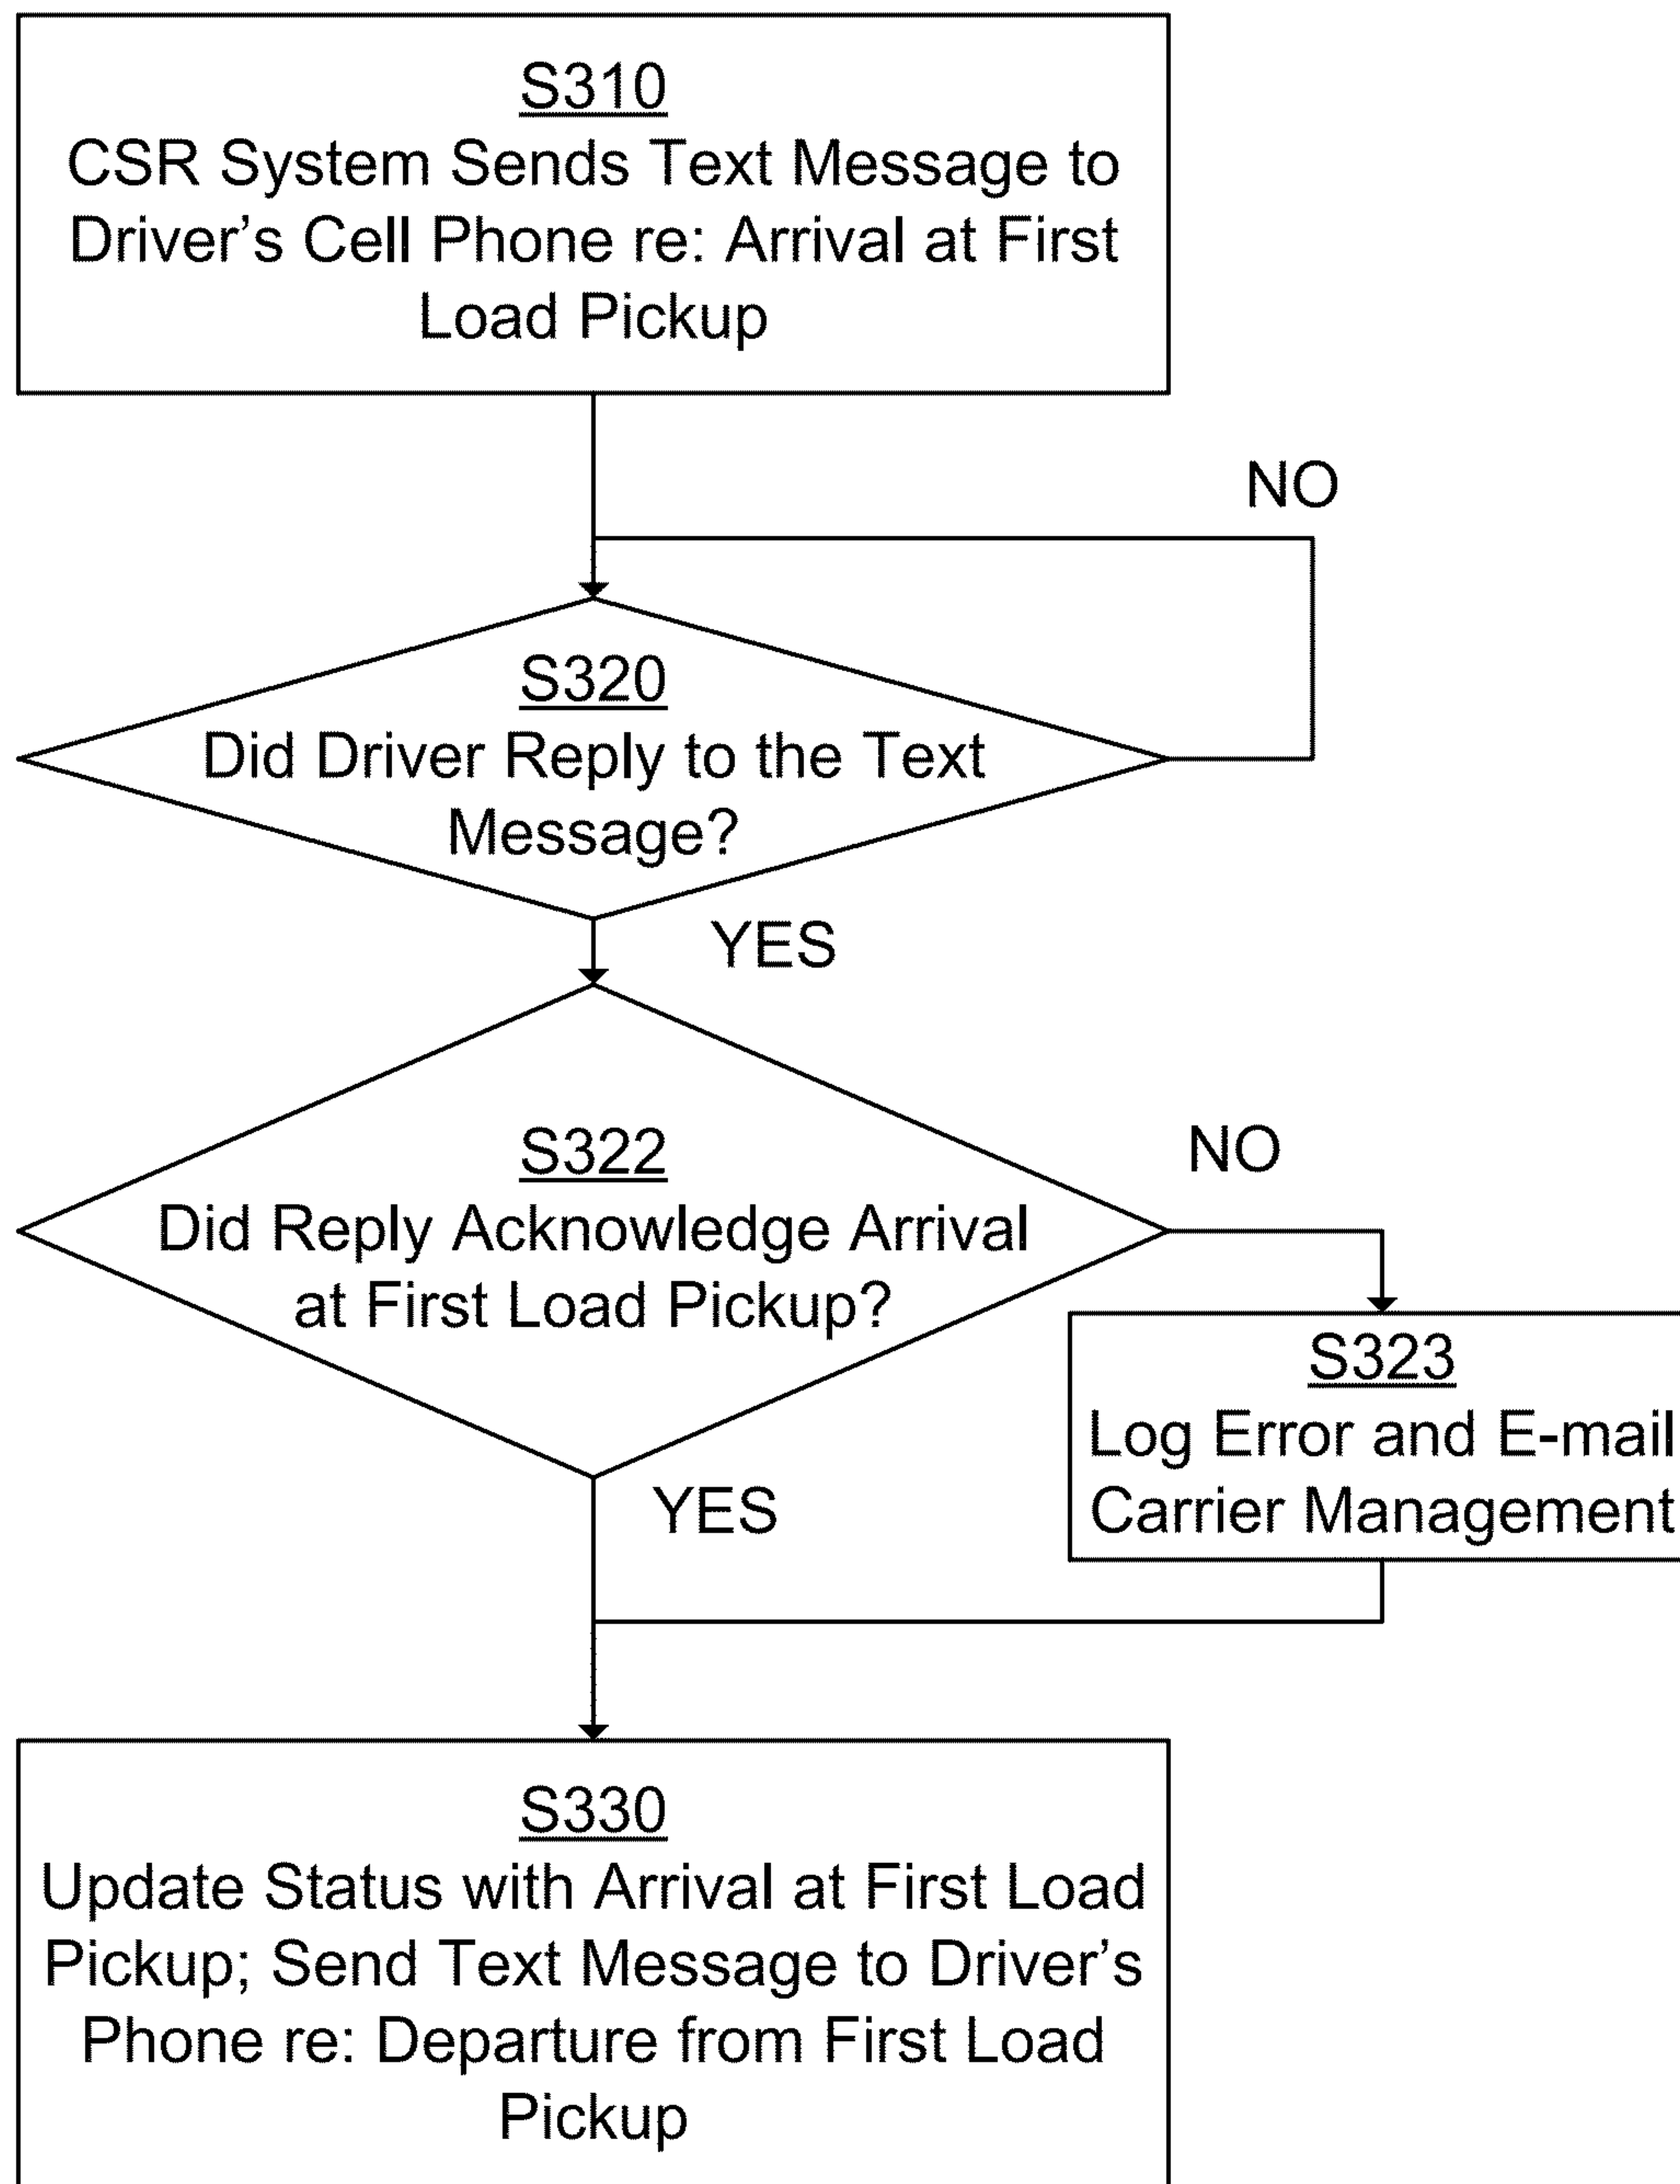 S310
CSR System Sends Text Message to
Driver's Cell Phone re: Arrival at First
Load Pickup
NO
S320
Did Driver Reply to the Text
Message?
YES
S322
Did Reply Acknowledge Arrival
at First Load Pickup?
NO
S323
Log Error and E-mail
Carrier Management
YES
S330
Update Status with Arrival at First Load
Pickup; Send Text Message to Driver's
Phone re: Departure from First Load
Pickup